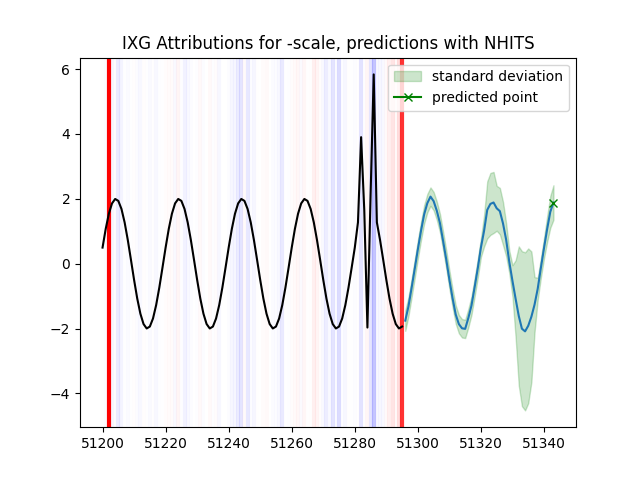 IXG Attributions for -scale, predictions with NHITS
standard deviation
predicted point
6
4
2
0
−2
−4
51200 51220 51240 51260 51280 51300 51320 51340